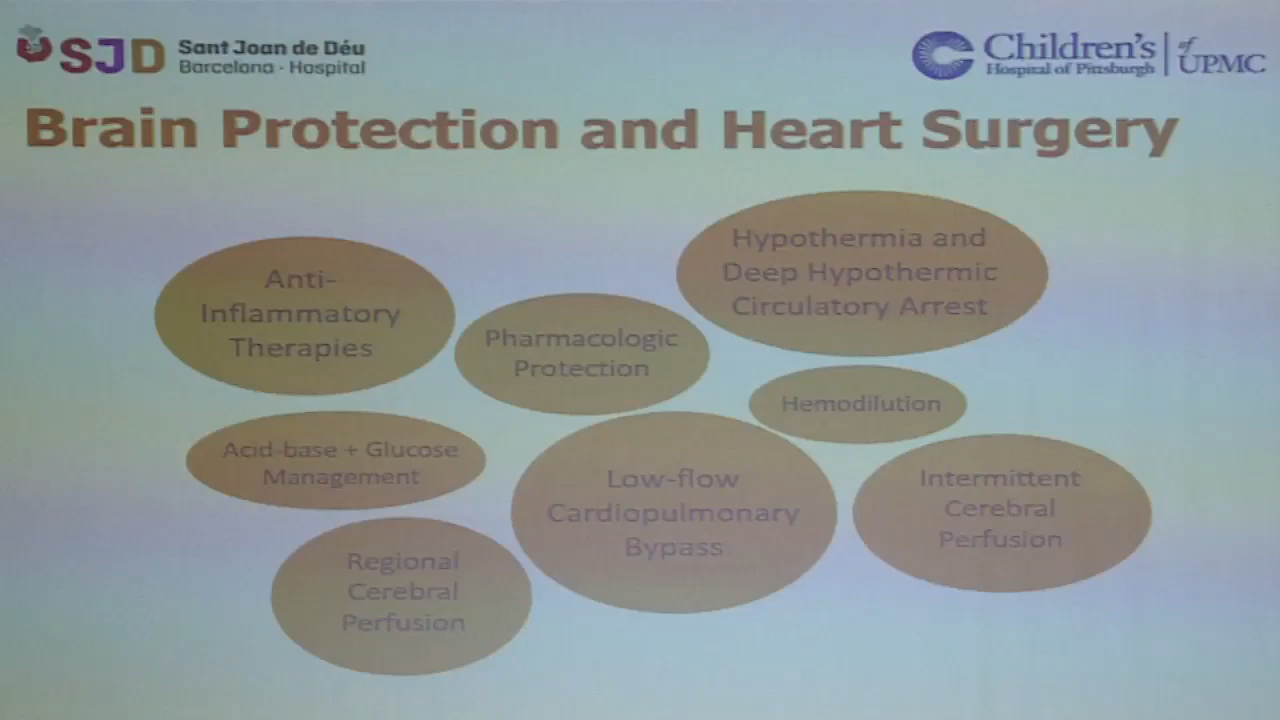 SJD Sant Joan de Déu
Barcelona · Hospital
Children's
Hospital of Pittsburgh
of
UPMC
Brain Protection and Heart Surgery
Hypothermia and
Deep Hypothermic
Circulatory Arrest
Anti-
Inflammatory
Therapies
Pharmacologic
Protection
Hemodilution
Acid-base + Glucose
Management
Low-flow
Cardiopulmonary
Bypass
Intermittent
Cerebral
Perfusion
Regional
Cerebral
Perfusion